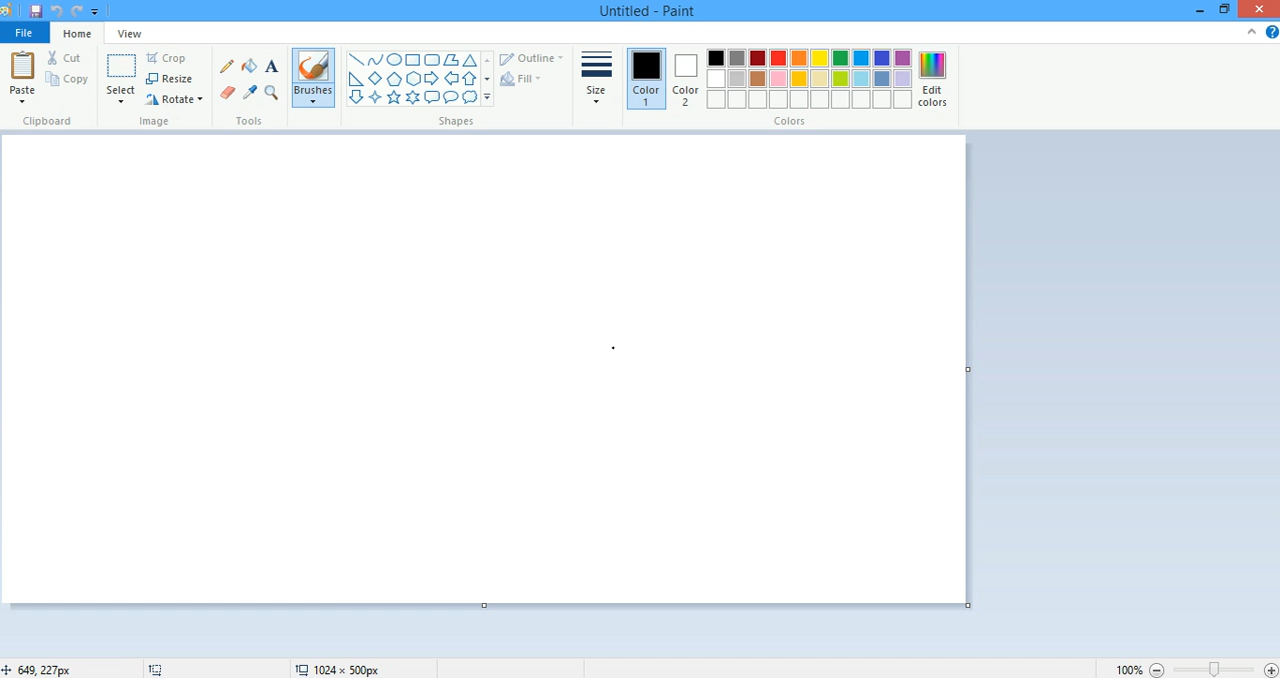 Untitled - Paint
File Home View
Paste
Cut
Copy
Clipboard
Select
Crop
Resize
Rotate
Image
A
Tools
Brushes
Shapes
Outline
Fill
Size
Color 1
Color 2
Edit colors
Colors
649, 227px
1024 × 500px
100%